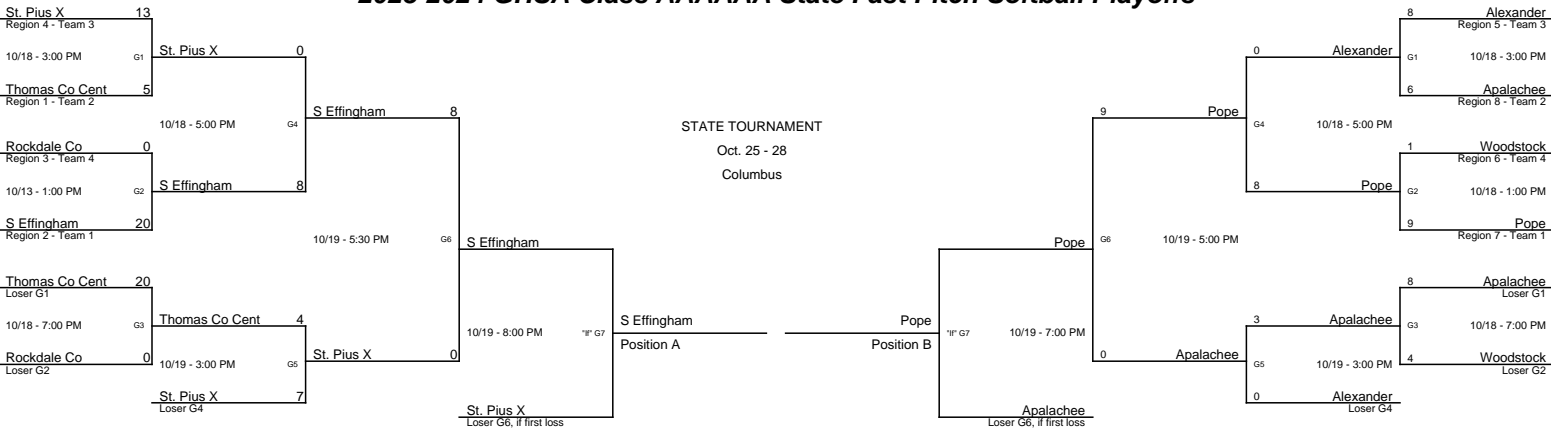 2023-2024 GHSA Class AAAAAA State Fast Pitch Softball Playoffs
St. Pius X 13
Region 4 - Team 3
10/18 - 3:00 PM G1
St. Pius X 0
Thomas Co Cent 5
Region 1 - Team 2
10/18 - 5:00 PM G4
S Effingham 8
Rockdale Co 0
Region 3 - Team 4
10/13 - 1:00 PM G2
S Effingham 8
S Effingham 20
Region 2 - Team 1
10/19 - 5:30 PM G6
S Effingham
Thomas Co Cent 20
Loser G1
10/18 - 7:00 PM G3
Thomas Co Cent 4
Rockdale Co 0
Loser G2
10/19 - 3:00 PM G5
St. Pius X 0
St. Pius X 7
Loser G4
10/19 - 8:00 PM "If" G7
S Effingham
Position A
St. Pius X
Loser G6, if first loss
STATE TOURNAMENT
Oct. 25 - 28
Columbus
8 Alexander
Region 5 - Team 3
0 Alexander
G1 10/18 - 3:00 PM
6 Apalachee
Region 8 - Team 2
9 Pope
G4 10/18 - 5:00 PM
1 Woodstock
Region 6 - Team 4
8 Pope
G2 10/18 - 1:00 PM
9 Pope
Region 7 - Team 1
Pope
G6 10/19 - 5:00 PM
8 Apalachee
Loser G1
3 Apalachee
G3 10/18 - 7:00 PM
4 Woodstock
Loser G2
0 Apalachee
G5 10/19 - 3:00 PM
0 Alexander
Loser G4
Pope
Position B
"If" G7 10/19 - 7:00 PM
Apalachee
Loser G6, if first loss